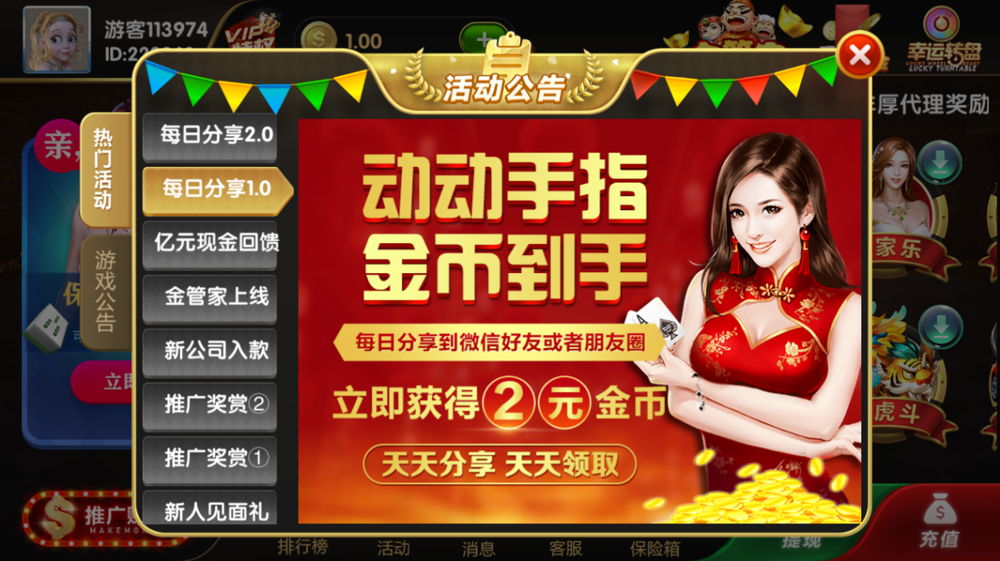 游客113974
VIP
1.00
幸运转盘
LUCKY TURNTABLE
活动公告
厚代理奖励
亲,
热门活动
游戏公告
每日分享2.0
每日分享1.0
亿元现金回馈
金管家上线
新公司入款
推广奖赏②
推广奖赏①
新人见面礼
动动手指
金币到手
A
每日分享到微信好友或者朋友圈
立即获得2元金币
天天分享 天天领取
保
立即
家乐
虎斗
推广
排行榜
活动
消息
客服
保险箱
提现
充值